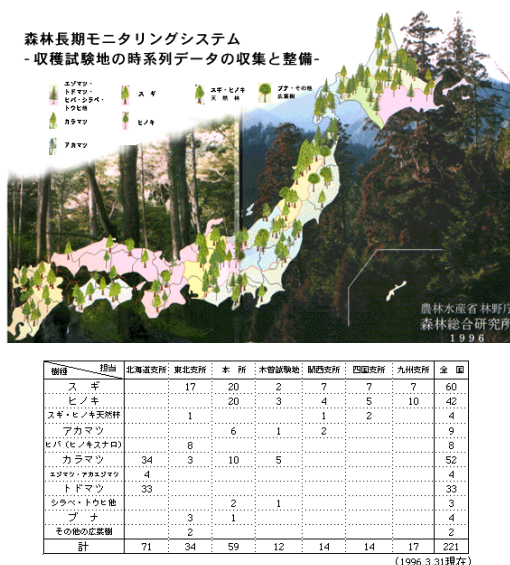 森林長期モニタリングシステム
-収穫試験地の時系列データの収集と整備-
エゾマツ・
トドマツ・
ヒバ・シラベ・
トウヒ他
スギ
スギ・ヒノキ
天然林
ブナ・その他
広葉樹
カラマツ
ヒノキ
アカマツ
農林水産省 林野庁
森林総合研究所
1996
樹種 担当 北海道支所 東北支所 本所 木曽試験地 関西支所 四国支所 九州支所 全国
スギ 17 20 2 7 7 7 60
ヒノキ 20 3 4 5 10 42
スギ・ヒノキ天然林 1 1 2 4
アカマツ 6 1 2 9
ヒバ(ヒノキスナロ) 8 8
カラマツ 34 3 10 5 52
エゾマツ・アカエゾマツ 4 4
トドマツ 33 33
シラベ・トウヒ他 2 1 3
ブナ 3 1 4
その他の広葉樹 2 2
計 71 34 59 12 14 14 17 221
(1996.3.31現在)